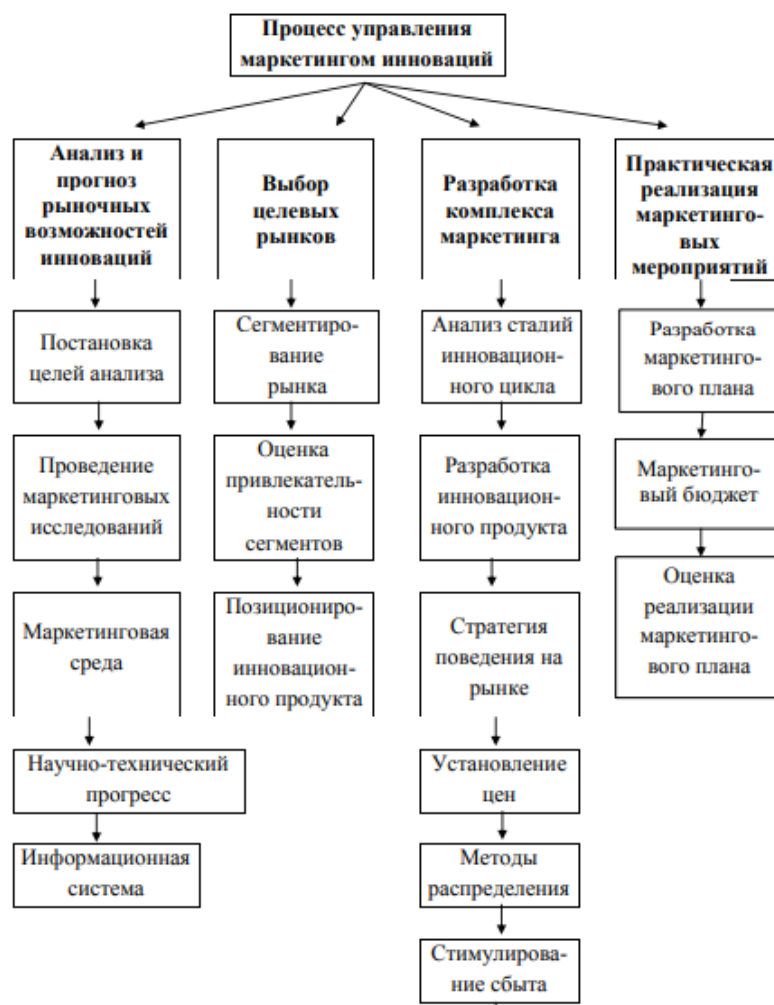 Процесс управления
маркетингом инноваций
Анализ и
прогноз
рыночных
возможностей
инноваций
Выбор
целевых
рынков
Разработка
комплекса
маркетинга
Практическая
реализация
маркетинго-
вых
мероприятий
Постановка
целей анализа
Сегментиро-
вание
рынка
Анализ стадий
инновацион-
ного цикла
Разработка
маркетинг-
ового плана
Проведение
маркетинговых
исследований
Оценка
привлекатель-
ности
сегментов
Разработка
инновацион-
ного продукта
Маркетинго-
вый бюджет
Маркетинговая
среда
Позициониро-
вание
инновацион-
ного продукта
Стратегия
поведения на
рынке
Оценка
реализации
маркетинго-
вого плана
Научно-технический
прогресс
Установление
цен
Информационная
система
Методы
распределения
Стимулирова-
ние сбыта